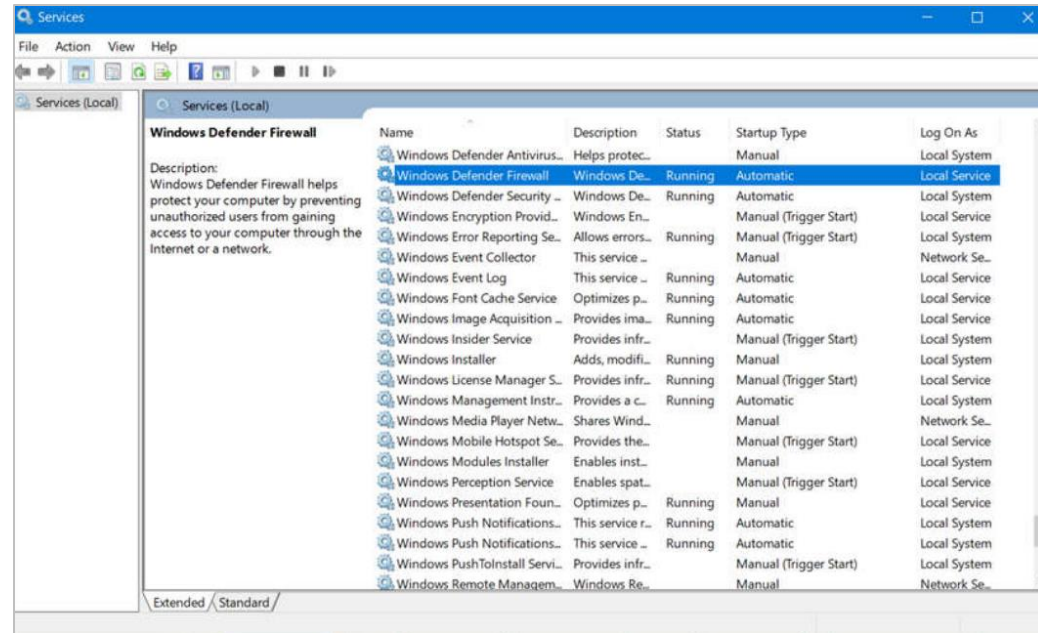 Services
File Action View Help
Services (Local)
Services (Local)
Windows Defender Firewall
Description:
Windows Defender Firewall helps
protect your computer by preventing
unauthorized users from gaining
access to your computer through the
Internet or a network.
Name Description Status Startup Type Log On As
Windows Defender Antivirus... Helps protec... Manual Local System
Windows Defender Firewall Windows De... Running Automatic Local Service
Windows Defender Security ... Windows De... Running Automatic Local System
Windows Encryption Provid... Windows En... Manual (Trigger Start) Local Service
Windows Error Reporting Se... Allows errors... Running Manual (Trigger Start) Local System
Windows Event Collector This service ... Manual Network Se...
Windows Event Log This service ... Running Automatic Local Service
Windows Font Cache Service Optimizes p... Running Automatic Local Service
Windows Image Acquisition ... Provides ima... Running Automatic Local Service
Windows Insider Service Provides infr... Manual (Trigger Start) Local System
Windows Installer Adds, modifi... Running Manual Local System
Windows License Manager S... Provides infr... Running Manual (Trigger Start) Local Service
Windows Management Instr... Provides a c... Running Automatic Local System
Windows Media Player Netw... Shares Wind... Manual Network Se...
Windows Mobile Hotspot Se... Provides the... Manual (Trigger Start) Local Service
Windows Modules Installer Enables inst... Manual Local System
Windows Perception Service Enables spat... Manual (Trigger Start) Local Service
Windows Presentation Foun... Optimizes p... Running Manual Local Service
Windows Push Notifications... This service r... Running Automatic Local System
Windows Push Notifications... This service ... Running Automatic Local System
Windows PushToInstall Servi... Provides infr... Manual (Trigger Start) Local System
Windows Remote Managem... Windows Re... Manual Network Se...
Extended Standard